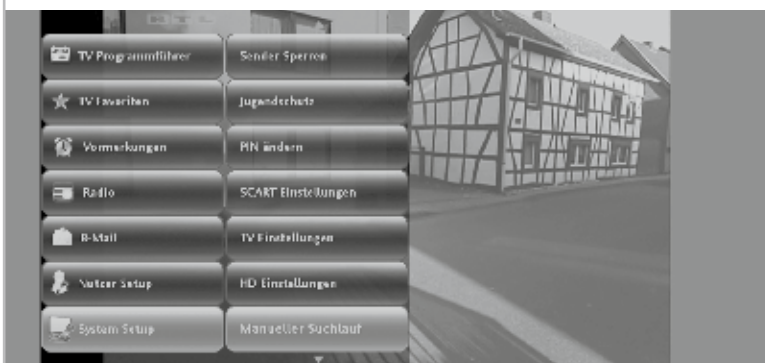 RTL
TV Programmführer
Sender Sperren
TV Favoriten
Jugendschutz
Vormerkungen
PIN ändern
Radio
SCART Einstellungen
E-Mail
TV Einstellungen
Nutzer Setup
HD Einstellungen
System Setup
Manueller Suchlauf